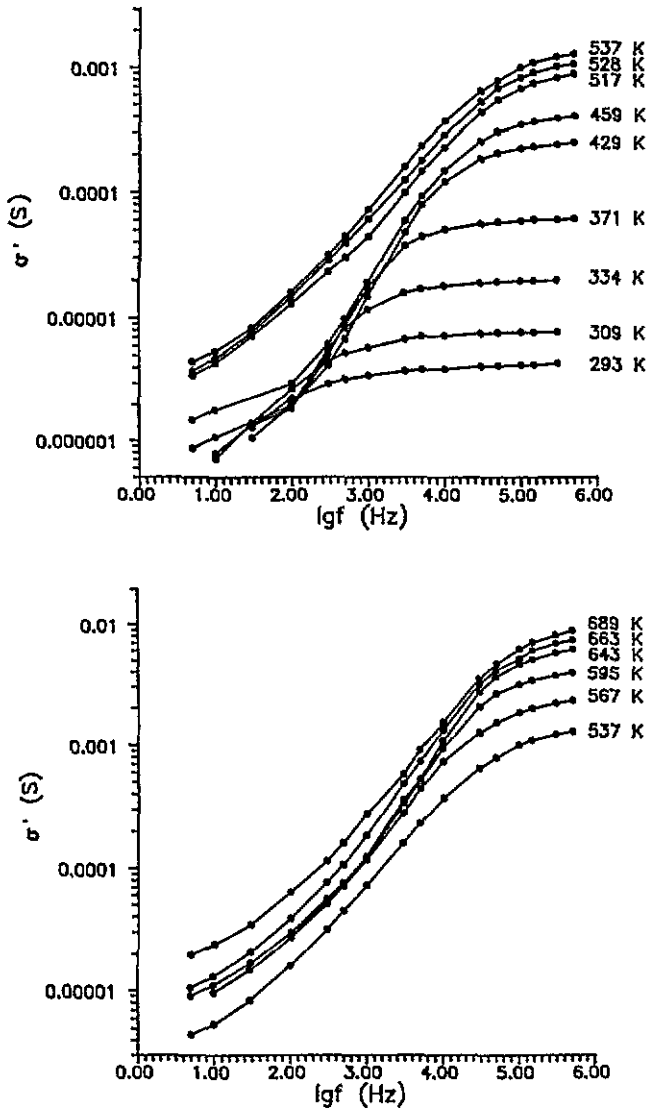 0.001
0.0001
0.00001
0.000001
σ' (S)
537 K
528 K
517 K
459 K
429 K
371 K
334 K
309 K
293 K
0.00 1.00 2.00 3.00 4.00 5.00 6.00
lgf (Hz)
0.01
0.001
0.0001
0.00001
σ' (S)
689 K
663 K
643 K
595 K
567 K
537 K
0.00 1.00 2.00 3.00 4.00 5.00 6.00
lgf (Hz)